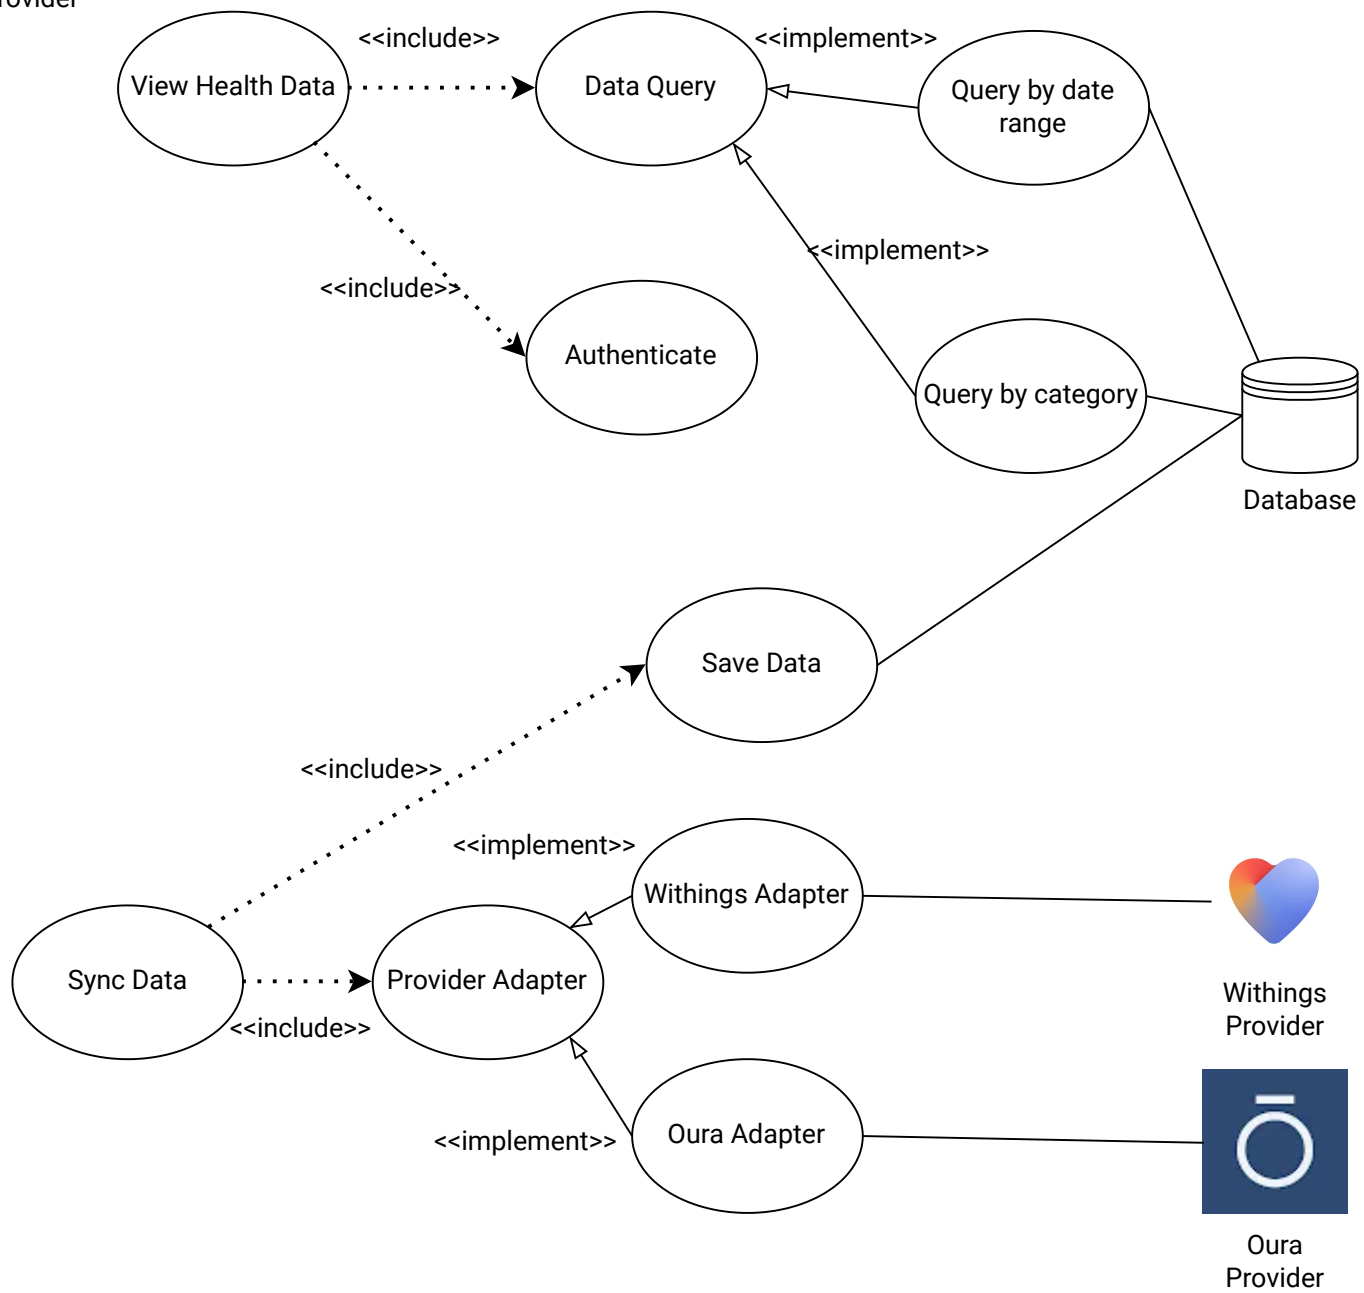 <<include>>
<<implement>>
View Health Data
Data Query
Query by date
range
<<implement>>
<<include>>
Authenticate
Query by category
Database
Save Data
<<include>>
<<implement>>
Withings Adapter
Sync Data
Provider Adapter
<<include>>
Withings
Provider
<<implement>>
Oura Adapter
Oura
Provider